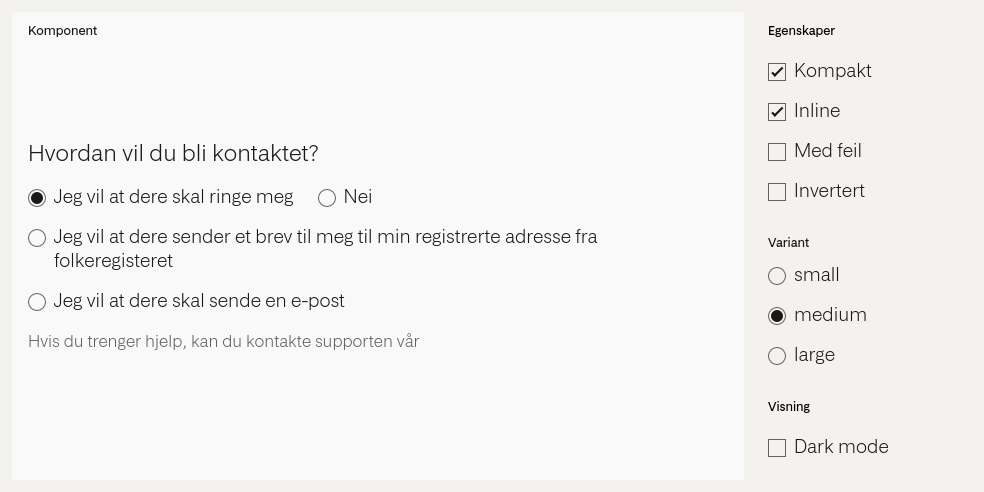 Komponent
Hvordan vil du bli kontaktet?
Jeg vil at dere skal ringe meg
Nei
Jeg vil at dere sender et brev til meg til min registrerte adresse fra
folkeregisteret
Jeg vil at dere skal sende en e-post
Hvis du trenger hjelp, kan du kontakte supporten vår
Egenskaper
Kompakt
Inline
Med feil
Invertert
Variant
small
medium
large
Visning
Dark mode